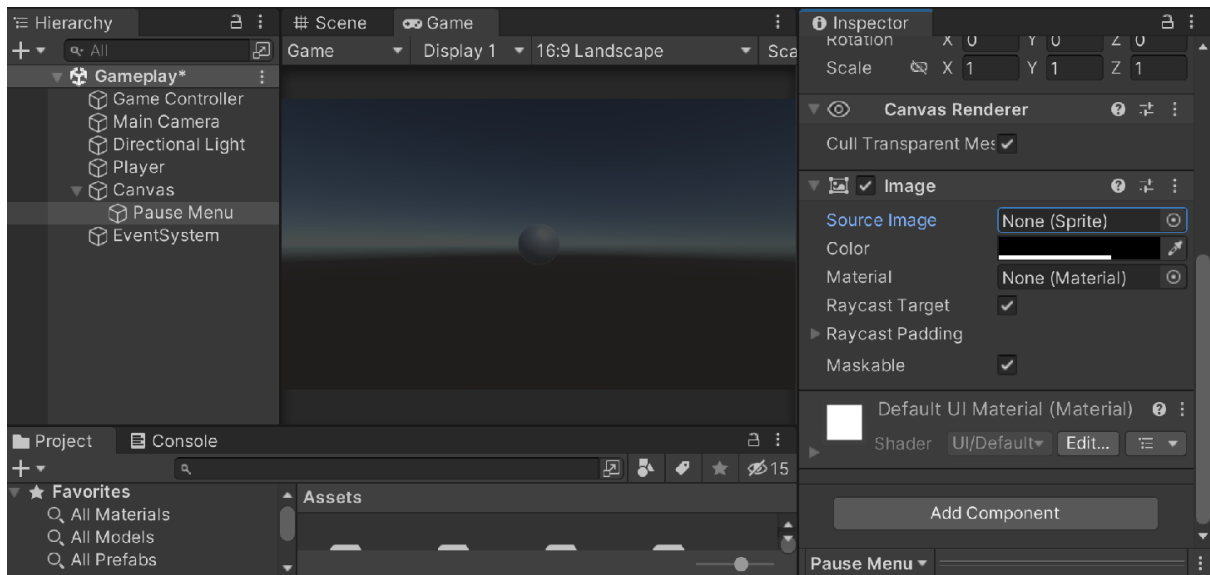 Hierarchy
All
Gameplay*
Game Controller
Main Camera
Directional Light
Player
Canvas
Pause Menu
EventSystem
Scene
Game
Game
Display 1
16:9 Landscape
Sca
Inspector
Rotation X 0 Y 0 Z 0
Scale X 1 Y 1 Z 1
Canvas Renderer
Cull Transparent Mes
Image
Source Image None (Sprite)
Color
Material None (Material)
Raycast Target
Raycast Padding
Maskable
Default UI Material (Material)
Shader UI/Default Edit...
Add Component
Pause Menu
Project
Console
15
Favorites
All Materials
All Models
All Prefabs
Assets